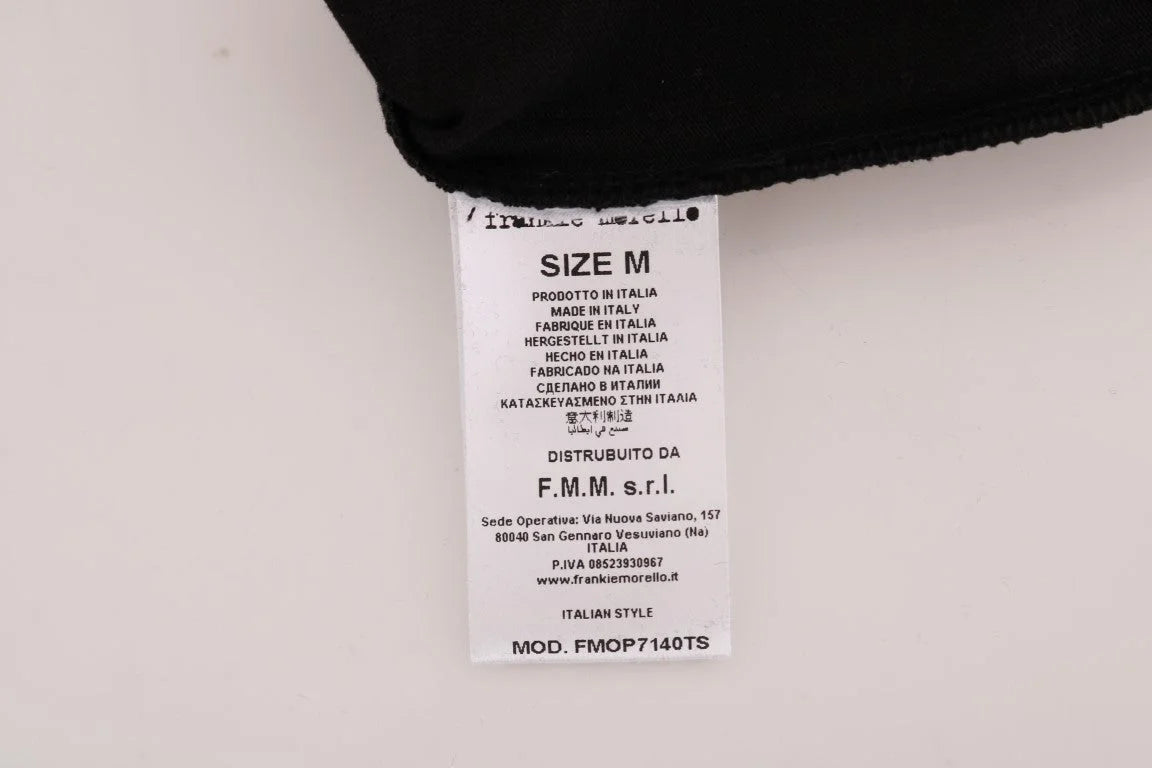 frankie morello
SIZE M
PRODOTTO IN ITALIA
MADE IN ITALY
FABRIQUE EN ITALIA
HERGESTELLT IN ITALIA
HECHO EN ITALIA
FABRICADO NA ITALIA
СДЕЛАНО В ИТАЛИИ
ΚΑΤΑΣΚΕΥΑΣΜΕΝΟ ΣΤΗΝ ΙΤΑΛΙΑ
意大利制造
صنع في إيطاليا
DISTRUBUITO DA
F.M.M. s.r.l.
Sede Operativa: Via Nuova Saviano, 157
80040 San Gennaro Vesuviano (Na)
ITALIA
P.IVA 08523930967
www.frankiemorello.it
ITALIAN STYLE
MOD. FMOP7140TS